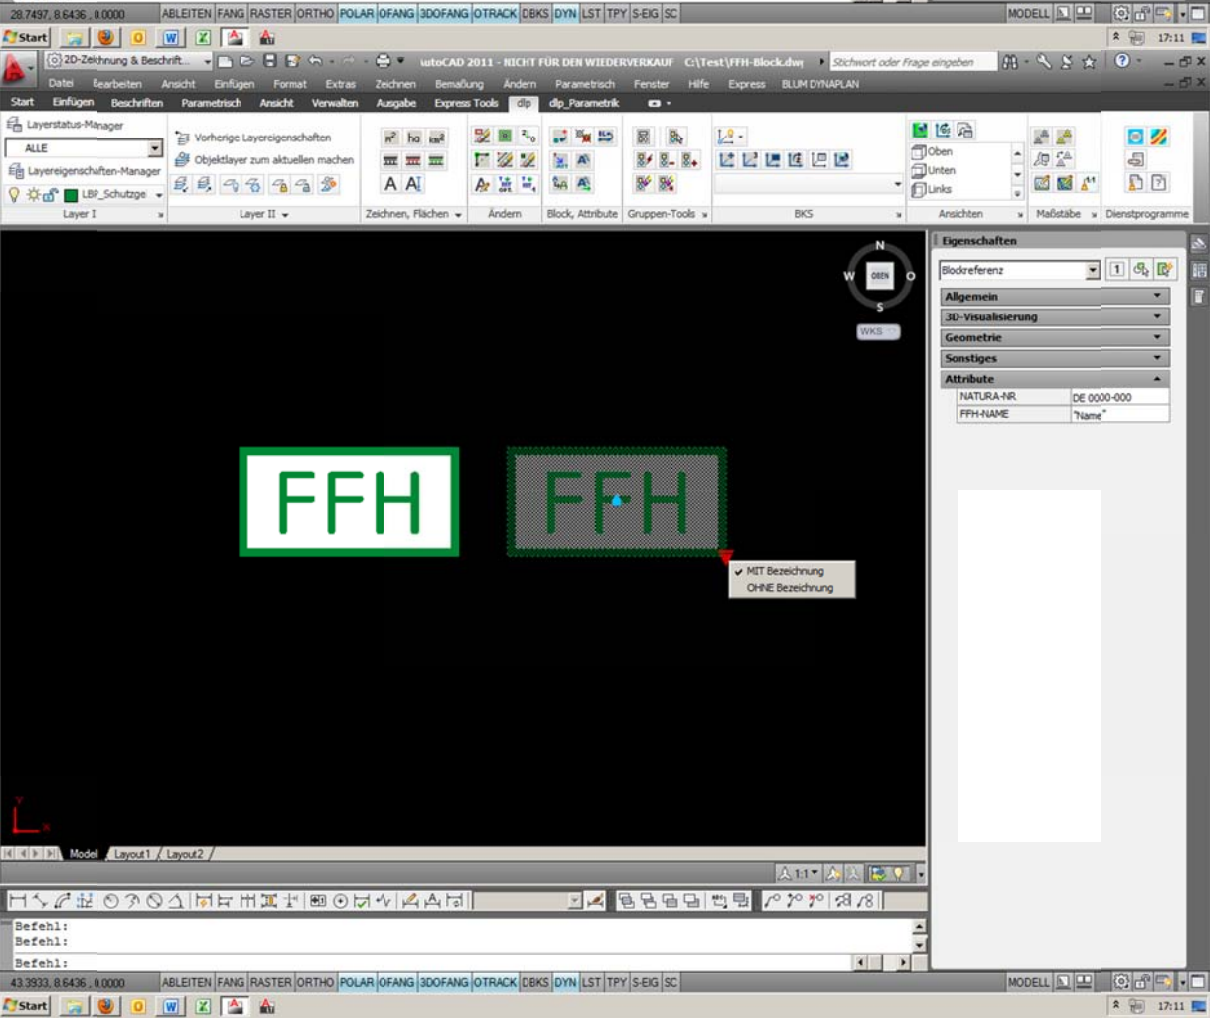 28.7497, 8.6436 , 0.0000 ABLEITEN FANG RASTER ORTHO POLAR OFANG 3DOFANG OTRACK DBKS DYN LST TPY S-EIG SC MODELL
Start 17:11
2D-Zeichnung & Beschrift... utoCAD 2011 - NICHT FÜR DEN WIEDERVERKAUF C:\Test\FFH-Block.dwg Stichwort oder Frage eingeben
Datei Bearbeiten Ansicht Einfügen Format Extras Zeichnen Bemaßung Ändern Parametrisch Fenster Hilfe Express BLUM DYNAPLAN
Start Einfügen Beschriften Parametrisch Ansicht Verwalten Ausgabe Express Tools dlp dlp_Parametrik
Layerstatus-Manager
ALLE
Layereigenschaften-Manager
LBP_Schutzge
Layer I
Vorherige Layereigenschaften
Objektlayer zum aktuellen machen
Layer II
Zeichnen, Flächen
Ändern
Block, Attribute
Gruppen-Tools
BKS
Oben
Unten
Links
Ansichten
Maßstäbe
Dienstprogramme
N
W OBEN O
S
WKS
Eigenschaften
Blockreferenz
Allgemein
3D-Visualisierung
Geometrie
Sonstiges
Attribute
NATURA-NR DE 0000-000
FFH-NAME "Name"
FFH FFH
MIT Bezeichnung
OHNE Bezeichnung
Y
X
Model Layout1 Layout2
1:1
Befehl:
Befehl:
Befehl:
43.3933, 8.6436 , 0.0000 ABLEITEN FANG RASTER ORTHO POLAR OFANG 3DOFANG OTRACK DBKS DYN LST TPY S-EIG SC MODELL
Start 17:11